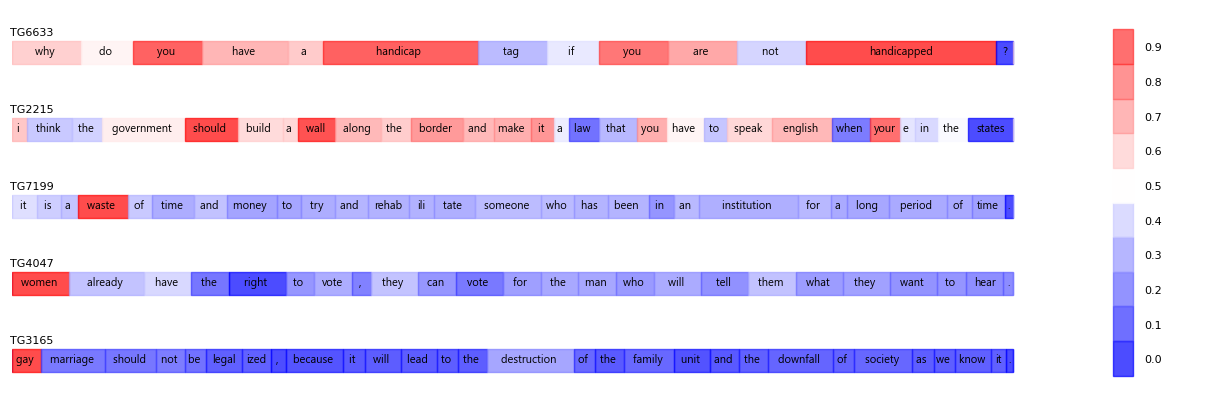 TG6633
why do you have a handicap tag if you are not handicapped ?
TG2215
i think the government should build a wall along the border and make it a law that you have to speak english when your e in the states
TG7199
it is a waste of time and money to try and rehab ili tate someone who has been in an institution for a long period of time .
TG4047
women already have the right to vote , they can vote for the man who will tell them what they want to hear .
TG3165
gay marriage should not be legal ized , because it will lead to the destruction of the family unit and the downfall of society as we know it .
0.9
0.8
0.7
0.6
0.5
0.4
0.3
0.2
0.1
0.0